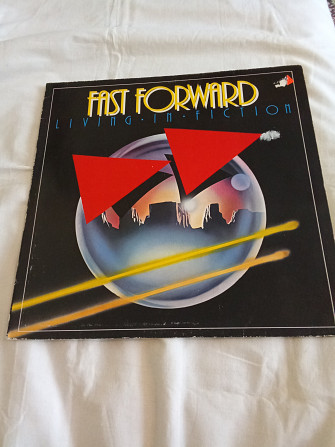 FAST FORWARD
LIVING · IN · FICTION